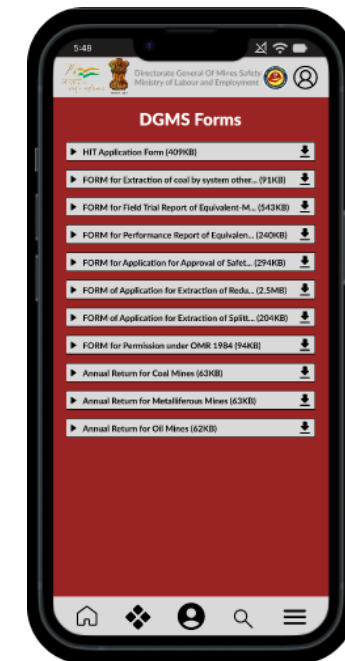 5:48
Directorate General Of Mines Safety
Ministry of Labour and Employment
DGMS Forms
HIT Application Form (409KB)
FORM for Extraction of coal by system other... (91KB)
FORM for Field Trial Report of Equivalent-M... (543KB)
FORM for Performance Report of Equivalen... (240KB)
FORM for Application for Approval of Safet... (294KB)
FORM of Application for Extraction of Redu... (2.5MB)
FORM of Application for Extraction of Splitt... (204KB)
FORM for Permission under OMR 1984 (94KB)
Annual Return for Coal Mines (63KB)
Annual Return for Metalliferous Mines (63KB)
Annual Return for Oil Mines (62KB)